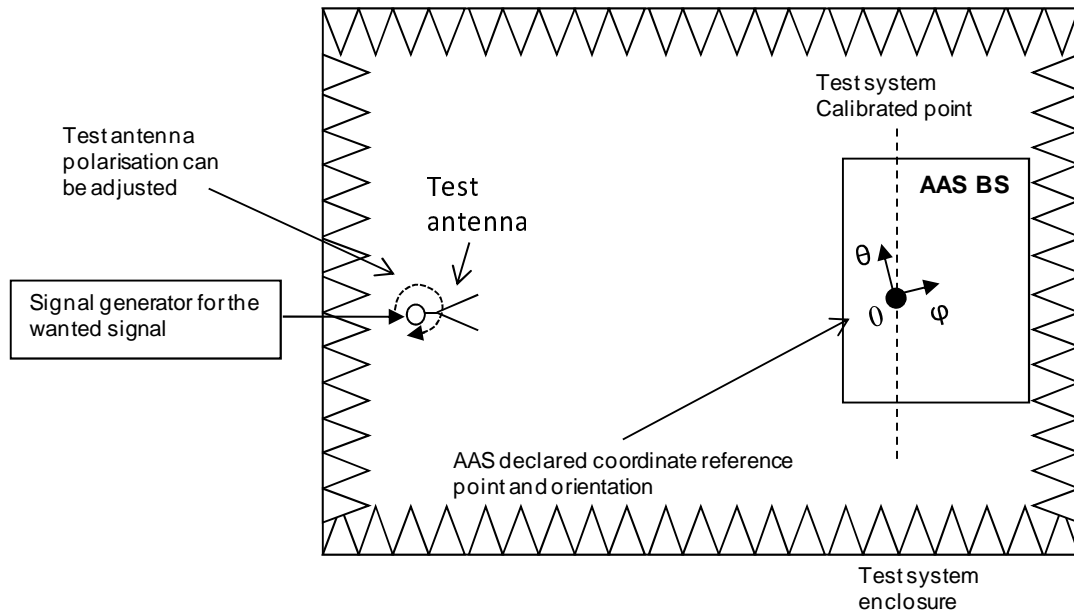 Test system
Calibrated point
Test antenna
polarisation can
be adjusted
Test
antenna
AAS BS
θ
0
φ
Signal generator for the
wanted signal
AAS declared coordinate reference
point and orientation
Test system
enclosure